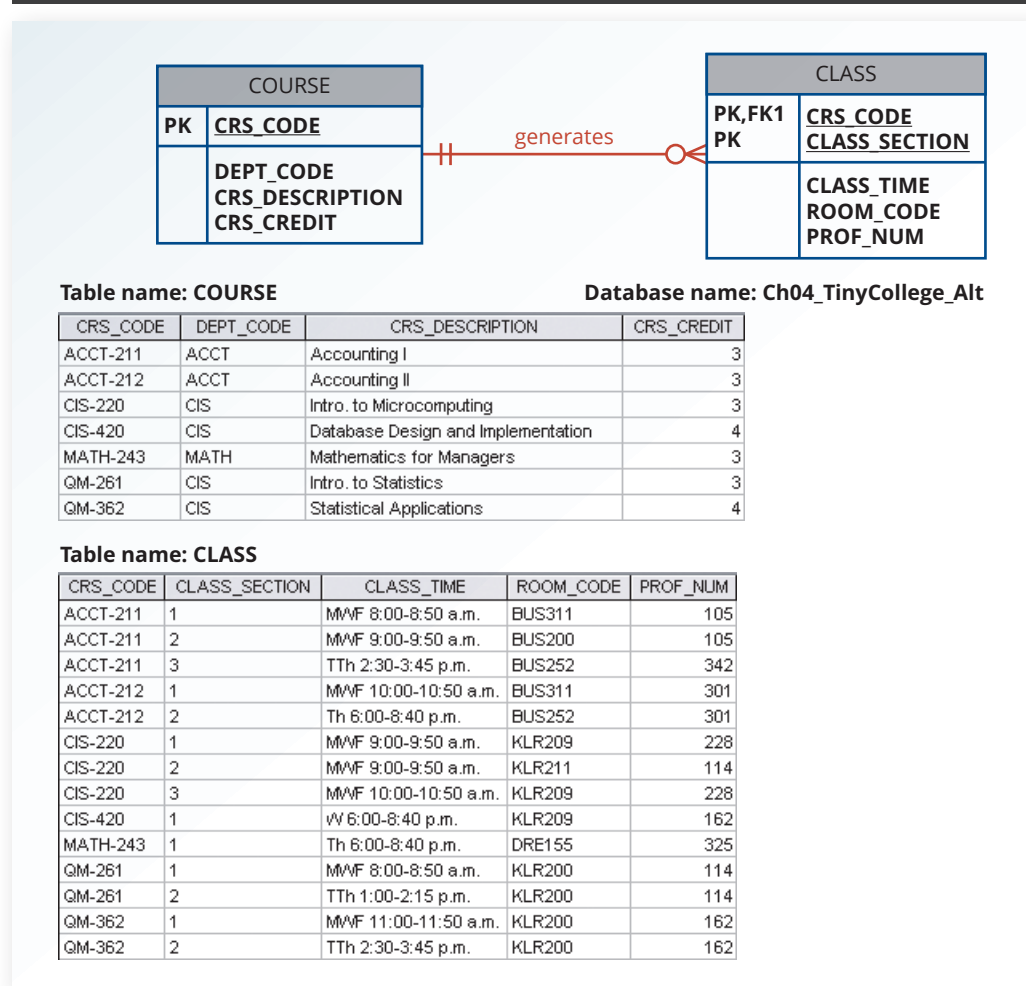 COURSE
PK CRS_CODE
DEPT_CODE
CRS_DESCRIPTION
CRS_CREDIT
generates
CLASS
PK,FK1 CRS_CODE
PK CLASS_SECTION
CLASS_TIME
ROOM_CODE
PROF_NUM
Table name: COURSE Database name: Ch04_TinyCollege_Alt
CRS_CODE DEPT_CODE CRS_DESCRIPTION CRS_CREDIT
ACCT-211 ACCT Accounting I 3
ACCT-212 ACCT Accounting II 3
CIS-220 CIS Intro. to Microcomputing 3
CIS-420 CIS Database Design and Implementation 4
MATH-243 MATH Mathematics for Managers 3
QM-261 CIS Intro. to Statistics 3
QM-362 CIS Statistical Applications 4
Table name: CLASS
CRS_CODE CLASS_SECTION CLASS_TIME ROOM_CODE PROF_NUM
ACCT-211 1 MWF 8:00-8:50 a.m. BUS311 105
ACCT-211 2 MWF 9:00-9:50 a.m. BUS200 105
ACCT-211 3 TTh 2:30-3:45 p.m. BUS252 342
ACCT-212 1 MWF 10:00-10:50 a.m. BUS311 301
ACCT-212 2 Th 6:00-8:40 p.m. BUS252 301
CIS-220 1 MWF 9:00-9:50 a.m. KLR209 228
CIS-220 2 MWF 9:00-9:50 a.m. KLR211 114
CIS-220 3 MWF 10:00-10:50 a.m. KLR209 228
CIS-420 1 W 6:00-8:40 p.m. KLR209 162
MATH-243 1 Th 6:00-8:40 p.m. DRE155 325
QM-261 1 MWF 8:00-8:50 a.m. KLR200 114
QM-261 2 TTh 1:00-2:15 p.m. KLR200 114
QM-362 1 MWF 11:00-11:50 a.m. KLR200 162
QM-362 2 TTh 2:30-3:45 p.m. KLR200 162